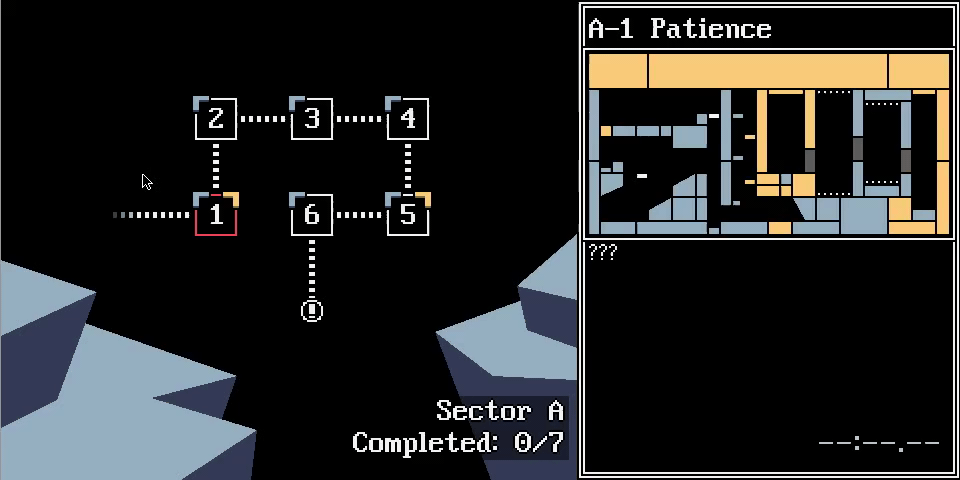 A-1 Patience
2 3 4
1 6 5
???
!
Sector A
Completed: 0/7
--:--.--